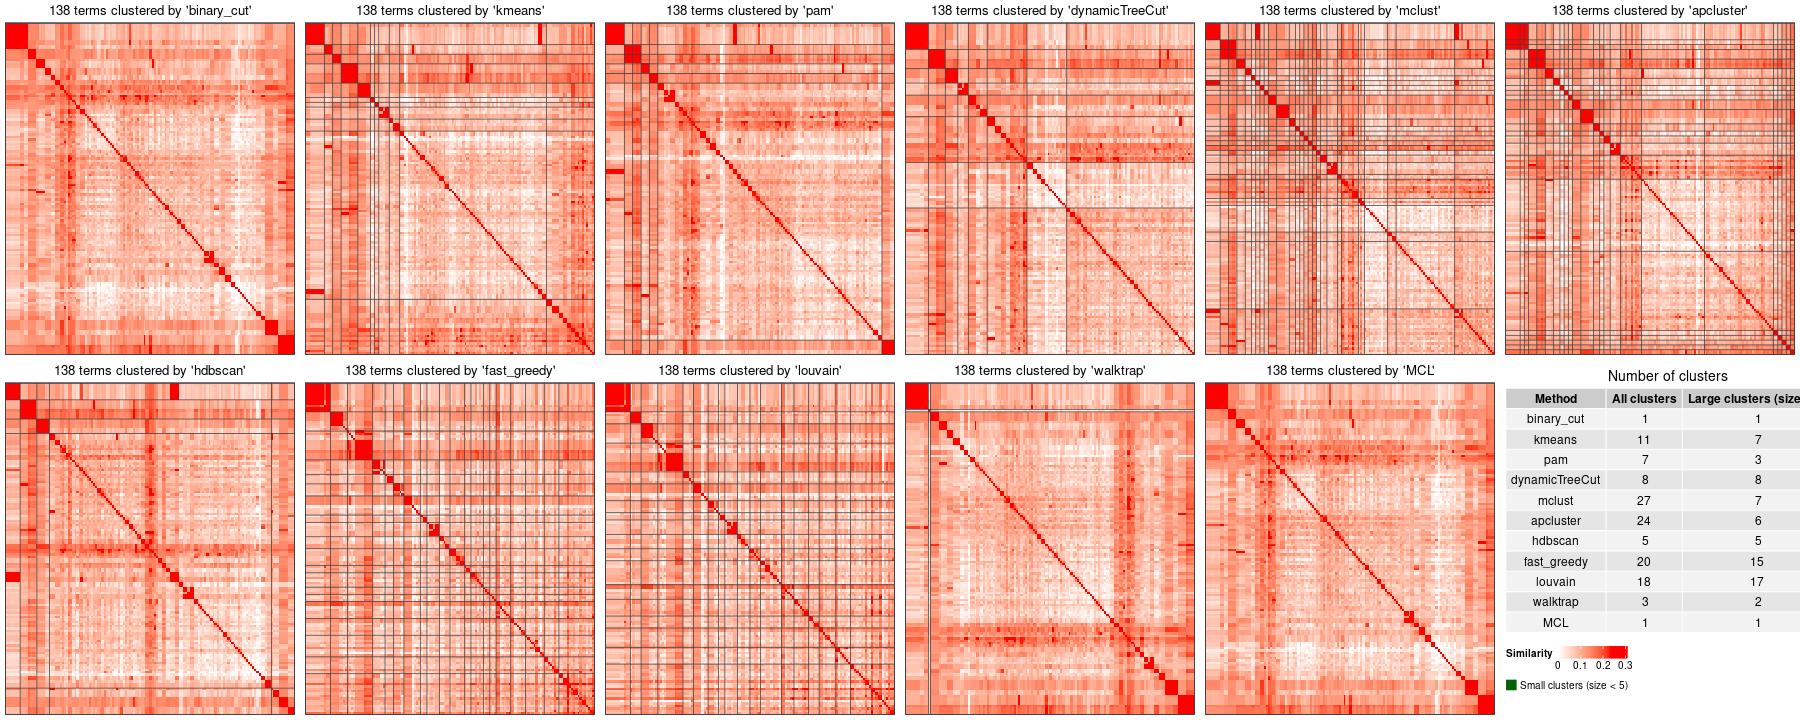 138 terms clustered by 'binary_cut'
138 terms clustered by 'kmeans'
138 terms clustered by 'pam'
138 terms clustered by 'dynamicTreeCut'
138 terms clustered by 'mclust'
138 terms clustered by 'apcluster'
138 terms clustered by 'hdbscan'
138 terms clustered by 'fast_greedy'
138 terms clustered by 'louvain'
138 terms clustered by 'walktrap'
138 terms clustered by 'MCL'
Number of clusters
Method All clusters Large clusters (size
binary_cut 1 1
kmeans 11 7
pam 7 3
dynamicTreeCut 8 8
mclust 27 7
apcluster 24 6
hdbscan 5 5
fast_greedy 20 15
louvain 18 17
walktrap 3 2
MCL 1 1
Similarity
0 0.1 0.2 0.3
Small clusters (size < 5)